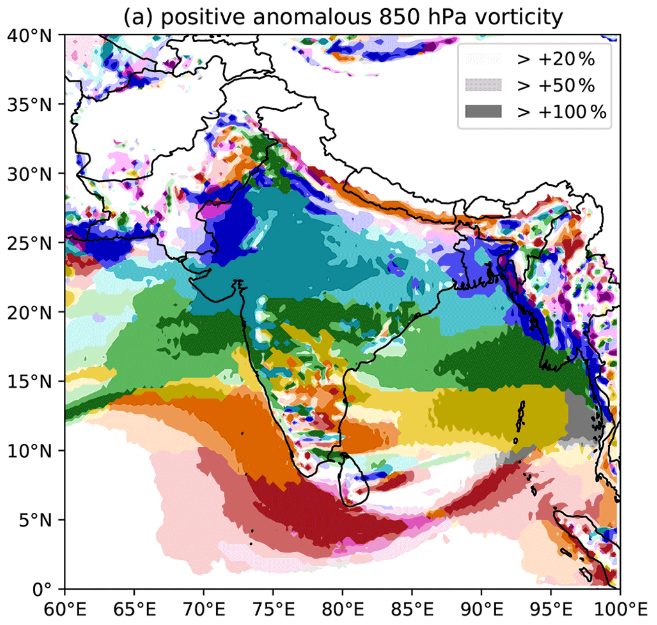 (a) positive anomalous 850 hPa vorticity
40°N
> +20%
> +50%
> +100%
35°N
30°N
25°N
20°N
15°N
10°N
5°N
0°
60°E 65°E 70°E 75°E 80°E 85°E 90°E 95°E 100°E